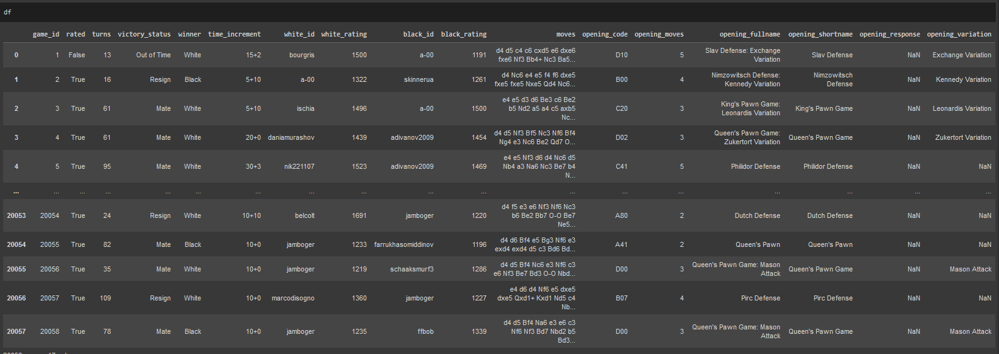 df
game_id rated turns victory_status winner time_increment white_id white_rating black_id black_rating moves opening_code opening_moves opening_fullname opening_shortname opening_response opening_variation
d4 d5 c4 c6 cxd5 e6 dxe6 Slav Defense: Exchange
0 1 False 13 Out of Time White 15+2 bourgris 1500 a-00 1191 D10 5 Slav Defense NaN Exchange Variation
fxe6 Nf3 Bb4+ Nc3 Ba5... Variation
d4 Nc6 e4 e5 f4 f6 dxe5 Nimzowitsch Defense: Nimzowitsch
1 2 True 16 Resign Black 5+10 a-00 1322 skinnerua 1261 B00 4 NaN Kennedy Variation
fxe5 fxe5 Nxe5 Qd4 Nc6... Kennedy Variation Defense
e4 e5 d3 d6 Be3 c6 Be2 King's Pawn Game:
2 3 True 61 Mate White 5+10 ischia 1496 a-00 1500 b5 Nd2 a5 a4 c5 axb5 C20 3 King's Pawn Game NaN Leonardis Variation
Nc... Leonardis Variation
d4 d5 Nf3 Bf5 Nc3 Nf6 Bf4 Queen's Pawn Game:
3 4 True 61 Mate White 20+0 daniamurashov 1439 adivanov2009 1454 D02 3 Queen's Pawn Game NaN Zukertort Variation
Ng4 e3 Nc6 Be2 Qd7 O... Zukertort Variation
e4 e5 Nf3 d6 d4 Nc6 d5
4 5 True 95 Mate White 30+3 nik221107 1523 adivanov2009 1469 Nb4 a3 Na6 Nc3 Be7 b4 C41 5 Philidor Defense Philidor Defense NaN NaN
N...
... ... ... ... ... ... ... ... ... ... ... ... ... ... ... ... ... ...
d4 f5 e3 e6 Nf3 Nf6 Nc3
20053 20054 True 24 Resign White 10+10 belcolt 1691 jamboger 1220 b6 Be2 Bb7 O-O Be7 A80 2 Dutch Defense Dutch Defense NaN NaN
Ne5...
d4 d6 Bf4 e5 Bg3 Nf6 e3
20054 20055 True 82 Mate Black 10+0 jamboger 1233 farrukhasomiddinov 1196 A41 2 Queen's Pawn Queen's Pawn NaN NaN
exd4 exd4 d5 c3 Bd6 Bd...
d4 d5 Bf4 Nc6 e3 Nf6 c3 Queen's Pawn Game: Mason
20055 20056 True 35 Mate White 10+0 jamboger 1219 schaaksmurf3 1286 D00 3 Queen's Pawn Game NaN Mason Attack
e6 Nf3 Be7 Bd3 O-O Nbd... Attack
e4 d6 d4 Nf6 e5 dxe5
20056 20057 True 109 Resign White 10+0 marcodisogno 1360 jamboger 1227 dxe5 Qxd1+ Kxd1 Nd5 c4 B07 4 Pirc Defense Pirc Defense NaN NaN
Nb...
d4 d5 Bf4 Na6 e3 e6 c3 Queen's Pawn Game: Mason
20057 20058 True 78 Mate Black 10+0 jamboger 1235 ffbob 1339 Nf6 Nf3 Bd7 Nbd2 b5 D00 3 Queen's Pawn Game NaN Mason Attack
Bd3... Attack